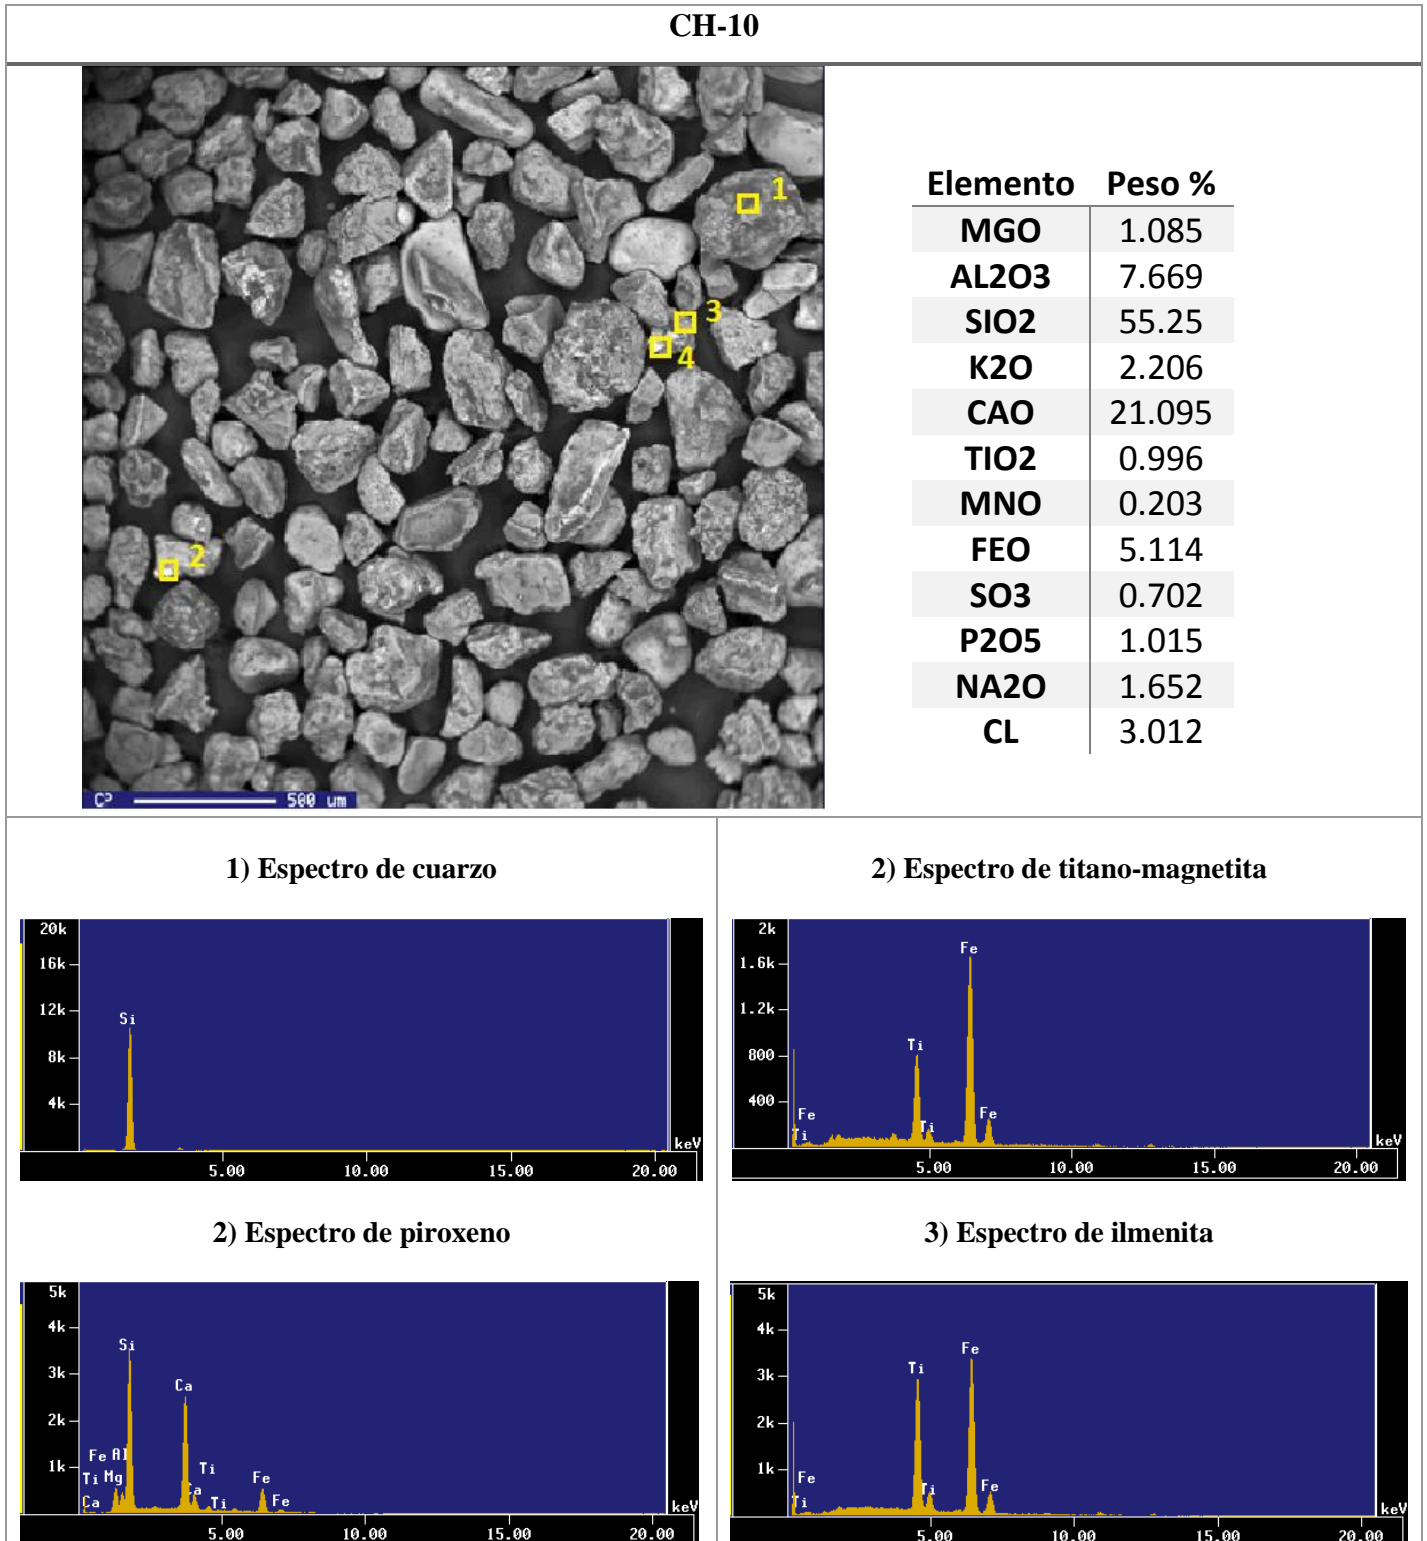 CH-10
1
3
4
2
CP 500 um
Elemento Peso %
MGO 1.085
AL2O3 7.669
SIO2 55.25
K2O 2.206
CAO 21.095
TIO2 0.996
MNO 0.203
FEO 5.114
SO3 0.702
P2O5 1.015
NA2O 1.652
CL 3.012
1) Espectro de cuarzo
20k
16k
12k
Si
8k
4k
keV
5.00 10.00 15.00 20.00
2) Espectro de titano-magnetita
2k
Fe
1.6k
1.2k
Ti
800
400
Fe Fe
Ti Ti
keV
5.00 10.00 15.00 20.00
2) Espectro de piroxeno
5k
4k
Si
3k
Ca
2k
Fe Al
1k Ti
Ti Mg Fe
Ca Ca Ti Fe
keV
5.00 10.00 15.00 20.00
3) Espectro de ilmenita
5k
4k
Fe
Ti
3k
2k
1k
Fe Fe
Ti Ti
keV
5.00 10.00 15.00 20.00